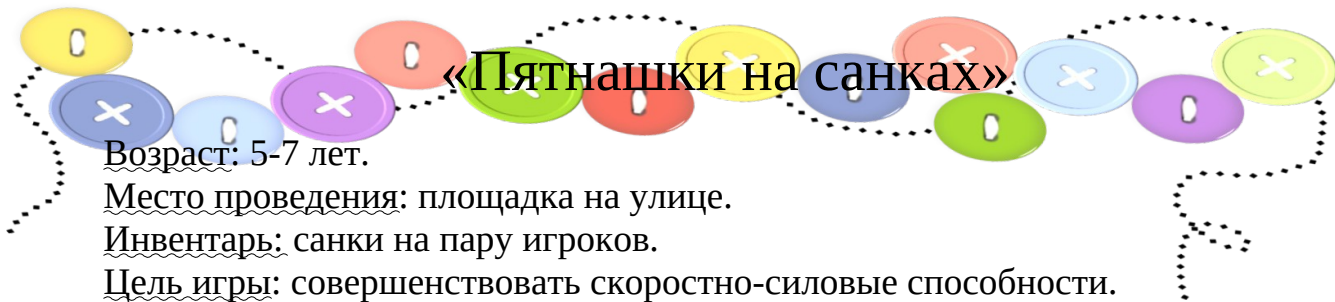 «Пятнашки на санках»
Возраст: 5-7 лет.
Место проведения: площадка на улице.
Инвентарь: санки на пару игроков.
Цель игры: совершенствовать скоростно-силовые способности.